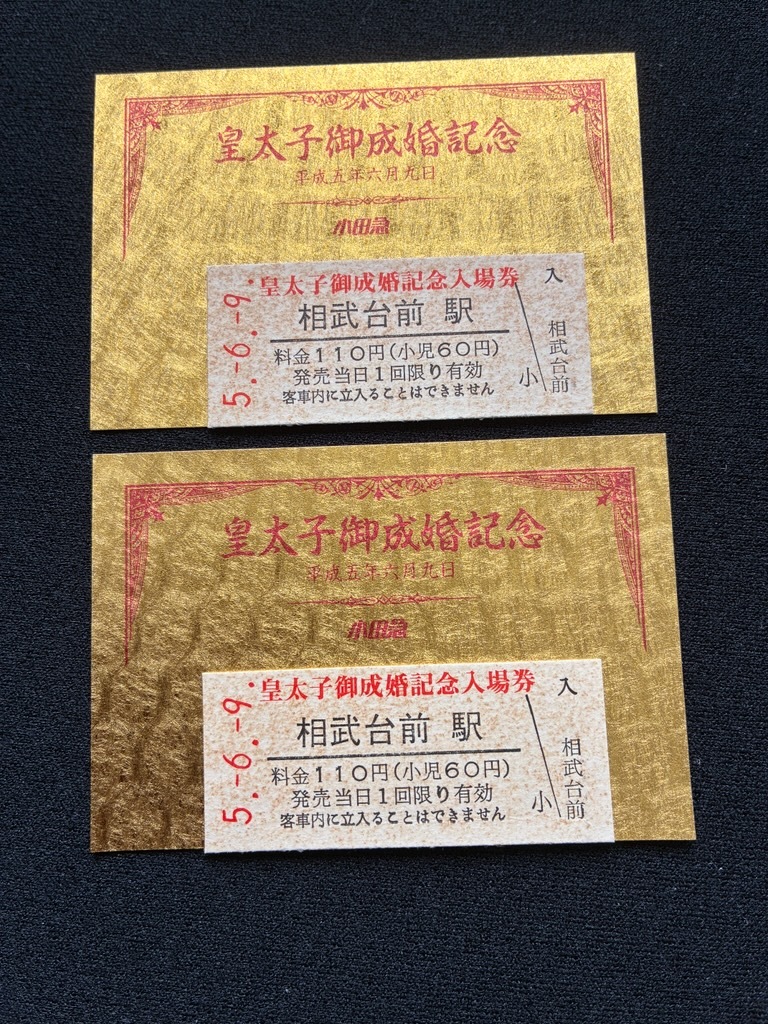 皇太子御成婚記念
平成五年六月九日
小田急
5.-6.-9.
皇太子御成婚記念入場券
相武台前 駅
料金110円(小児60円)
発売当日1回限り有効
客車内に立入ることはできません
入
小
相武台前
皇太子御成婚記念
平成五年六月九日
小田急
5.-6.-9.
皇太子御成婚記念入場券
相武台前 駅
料金110円(小児60円)
発売当日1回限り有効
客車内に立入ることはできません
入
小
相武台前